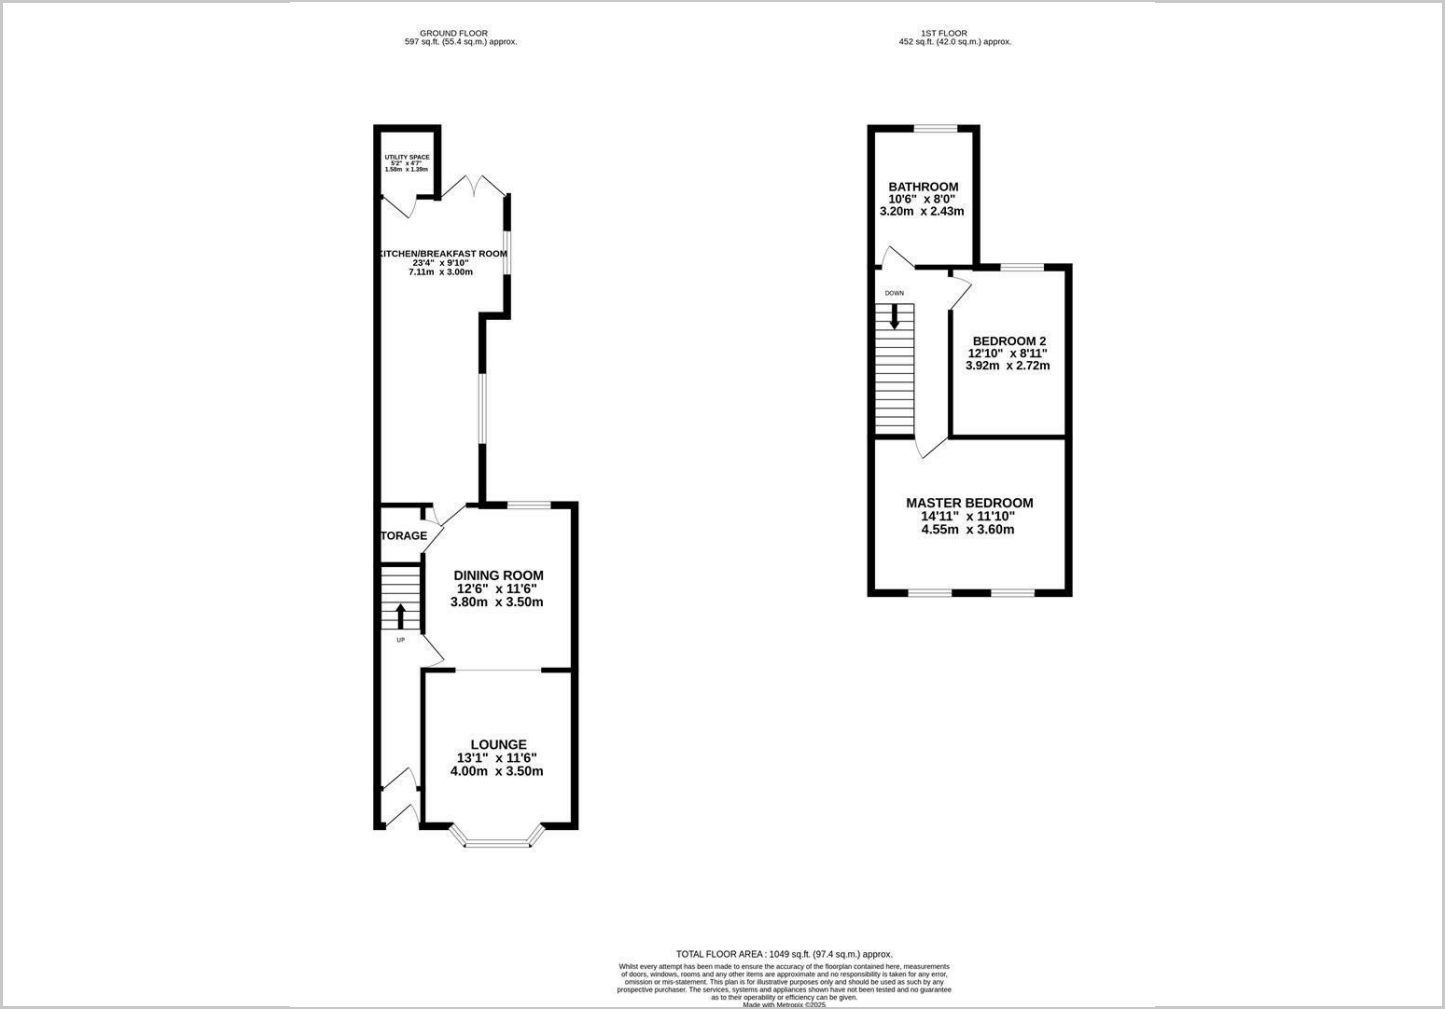 GROUND FLOOR
597 sq.ft. (55.4 sq.m.) approx.
1ST FLOOR
452 sq.ft. (42.0 sq.m.) approx.
UTILITY SPACE
5'2" x 4'7"
1.58m x 1.39m
KITCHEN/BREAKFAST ROOM
23'4" x 9'10"
7.11m x 3.00m
TORAGE
DINING ROOM
12'6" x 11'6"
3.80m x 3.50m
UP
LOUNGE
13'1" x 11'6"
4.00m x 3.50m
BATHROOM
10'6" x 8'0"
3.20m x 2.43m
DOWN
BEDROOM 2
12'10" x 8'11"
3.92m x 2.72m
MASTER BEDROOM
14'11" x 11'10"
4.55m x 3.60m
TOTAL FLOOR AREA : 1049 sq.ft. (97.4 sq.m.) approx.
Whilst every attempt has been made to ensure the accuracy of the floorplan contained here, measurements
of doors, windows, rooms and any other items are approximate and no responsibility is taken for any error,
omission or mis-statement. This plan is for illustrative purposes only and should be used as such by any
prospective purchaser. The services, systems and appliances shown have not been tested and no guarantee
as to their operability or efficiency can be given.
Made with Metropix ©2025